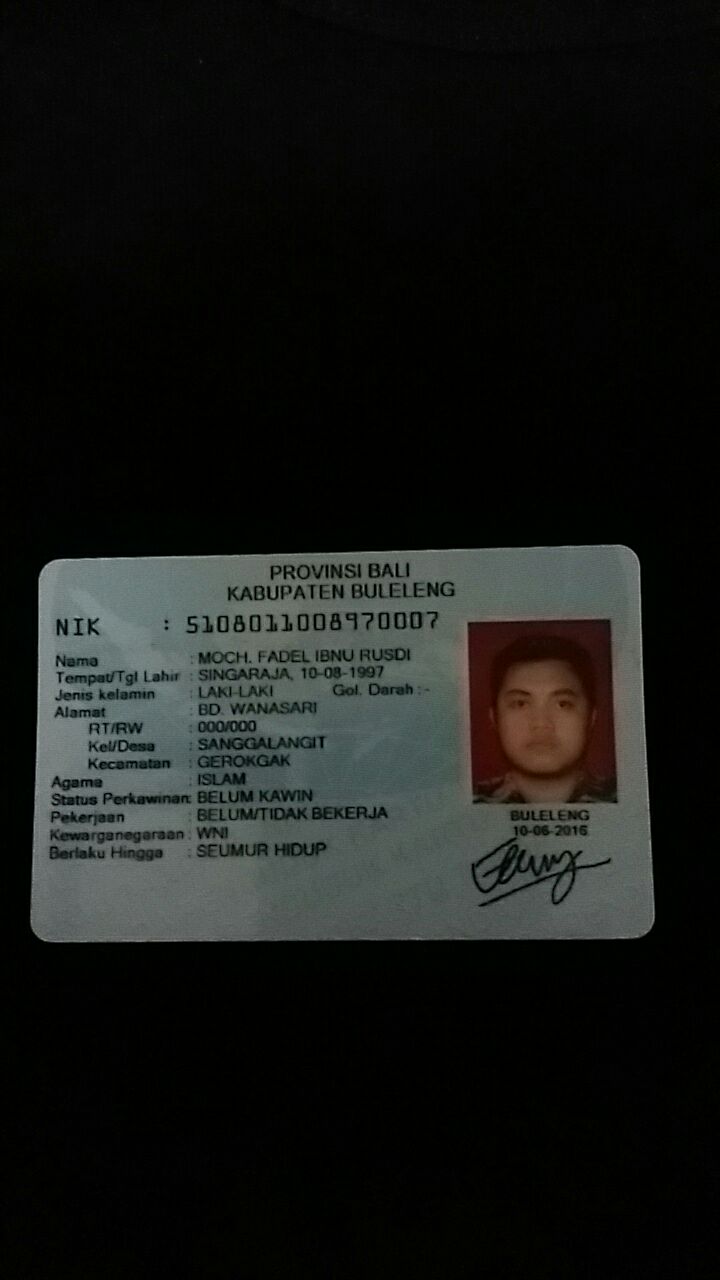 PROVINSI BALI
KABUPATEN BULELENG
NIK : 5108011008970007
Nama : MOCH. FADEL IBNU RUSDI
Tempat/Tgl Lahir : SINGARAJA, 10-08-1997
Jenis kelamin : LAKI-LAKI Gol. Darah : -
Alamat : BD. WANASARI
RT/RW : 000/000
Kel/Desa : SANGGALANGIT
Kecamatan : GEROKGAK
Agama : ISLAM
Status Perkawinan: BELUM KAWIN
Pekerjaan : BELUM/TIDAK BEKERJA
Kewarganegaraan : WNI
Berlaku Hingga : SEUMUR HIDUP
BULELENG
10-06-2016